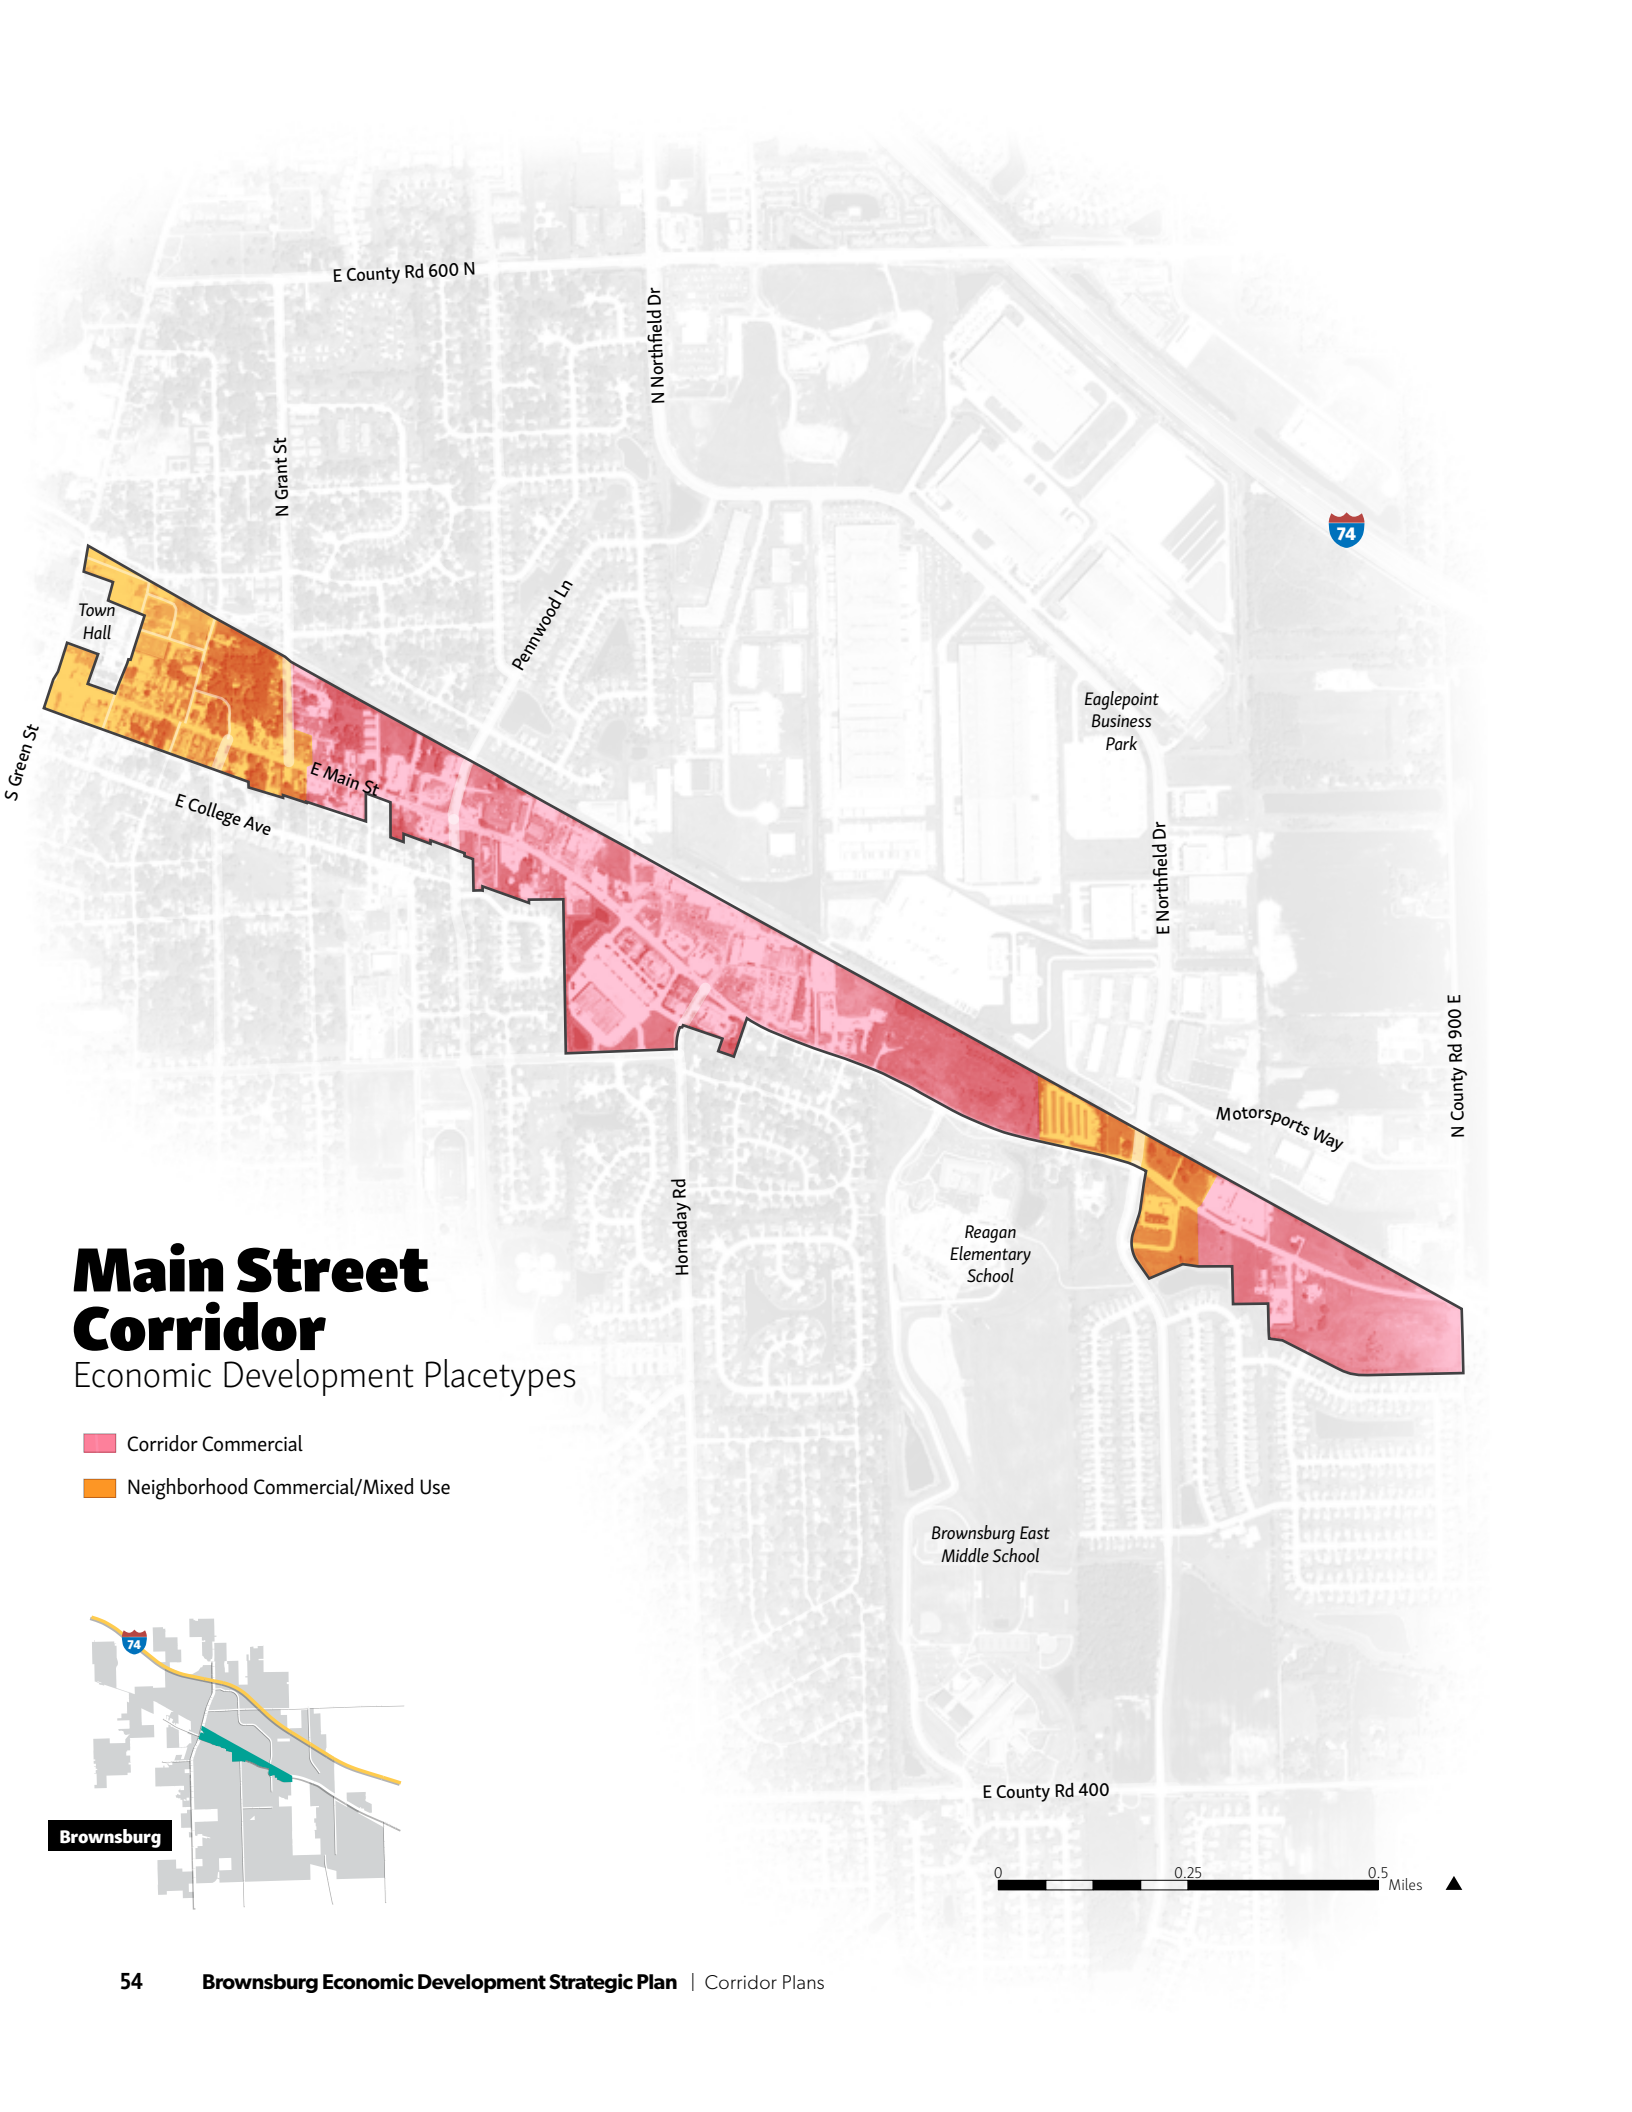 E County Rd 600 N
N Northfield Dr
N Grant St
74
Pennwood Ln
Town
Hall
Eaglepoint
Business
Park
S Green St
E Main St
E College Ave
E Northfield Dr
N County Rd 900 E
Motorsports Way
Hornaday Rd
Reagan
Elementary
School
Main Street
Corridor
Economic Development Placetypes
Corridor Commercial
Neighborhood Commercial/Mixed Use
Brownsburg East
Middle School
74
Brownsburg
E County Rd 400
0 0.25 0.5
Miles
54 Brownsburg Economic Development Strategic Plan | Corridor Plans